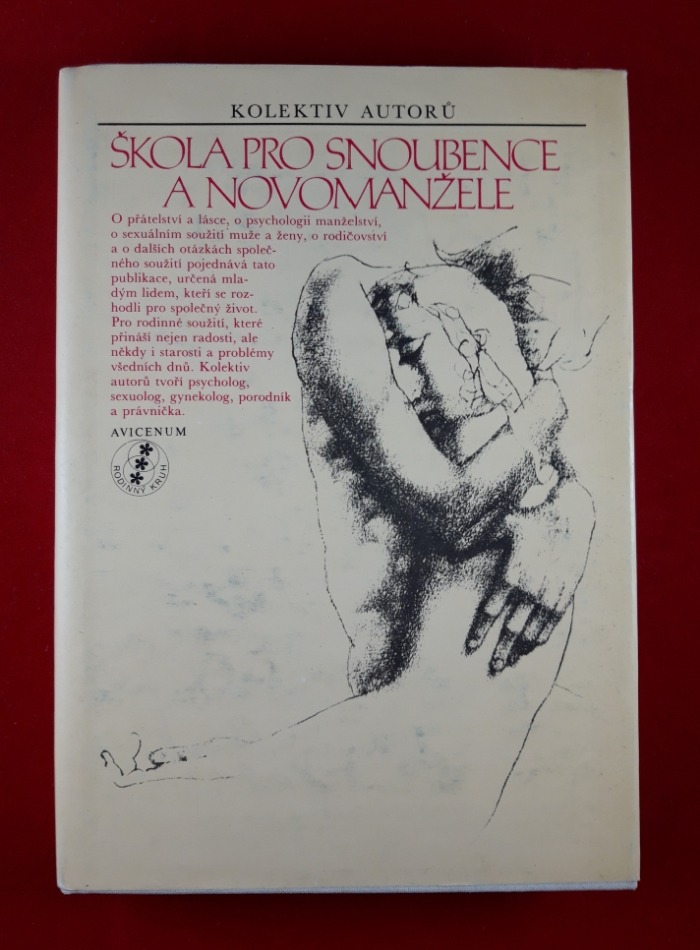 KOLEKTIV AUTORŮ
ŠKOLA PRO SNOUBENCE
A NOVOMANŽELE
O přátelství a lásce, o psychologii manželství,
o sexuálním soužití muže a ženy, o rodičovství
a o dalších otázkách společ-
ného soužití pojednává tato
publikace, určená mla-
dým lidem, kteří se roz-
hodli pro společný život.
Pro rodinné soužití, které
přináší nejen radosti, ale
někdy i starosti a problémy
všedních dnů. Kolektiv
autorů tvoří psycholog,
sexuolog, gynekolog, porodník
a právnička.
AVICENUM
RODINNÝ KRUH